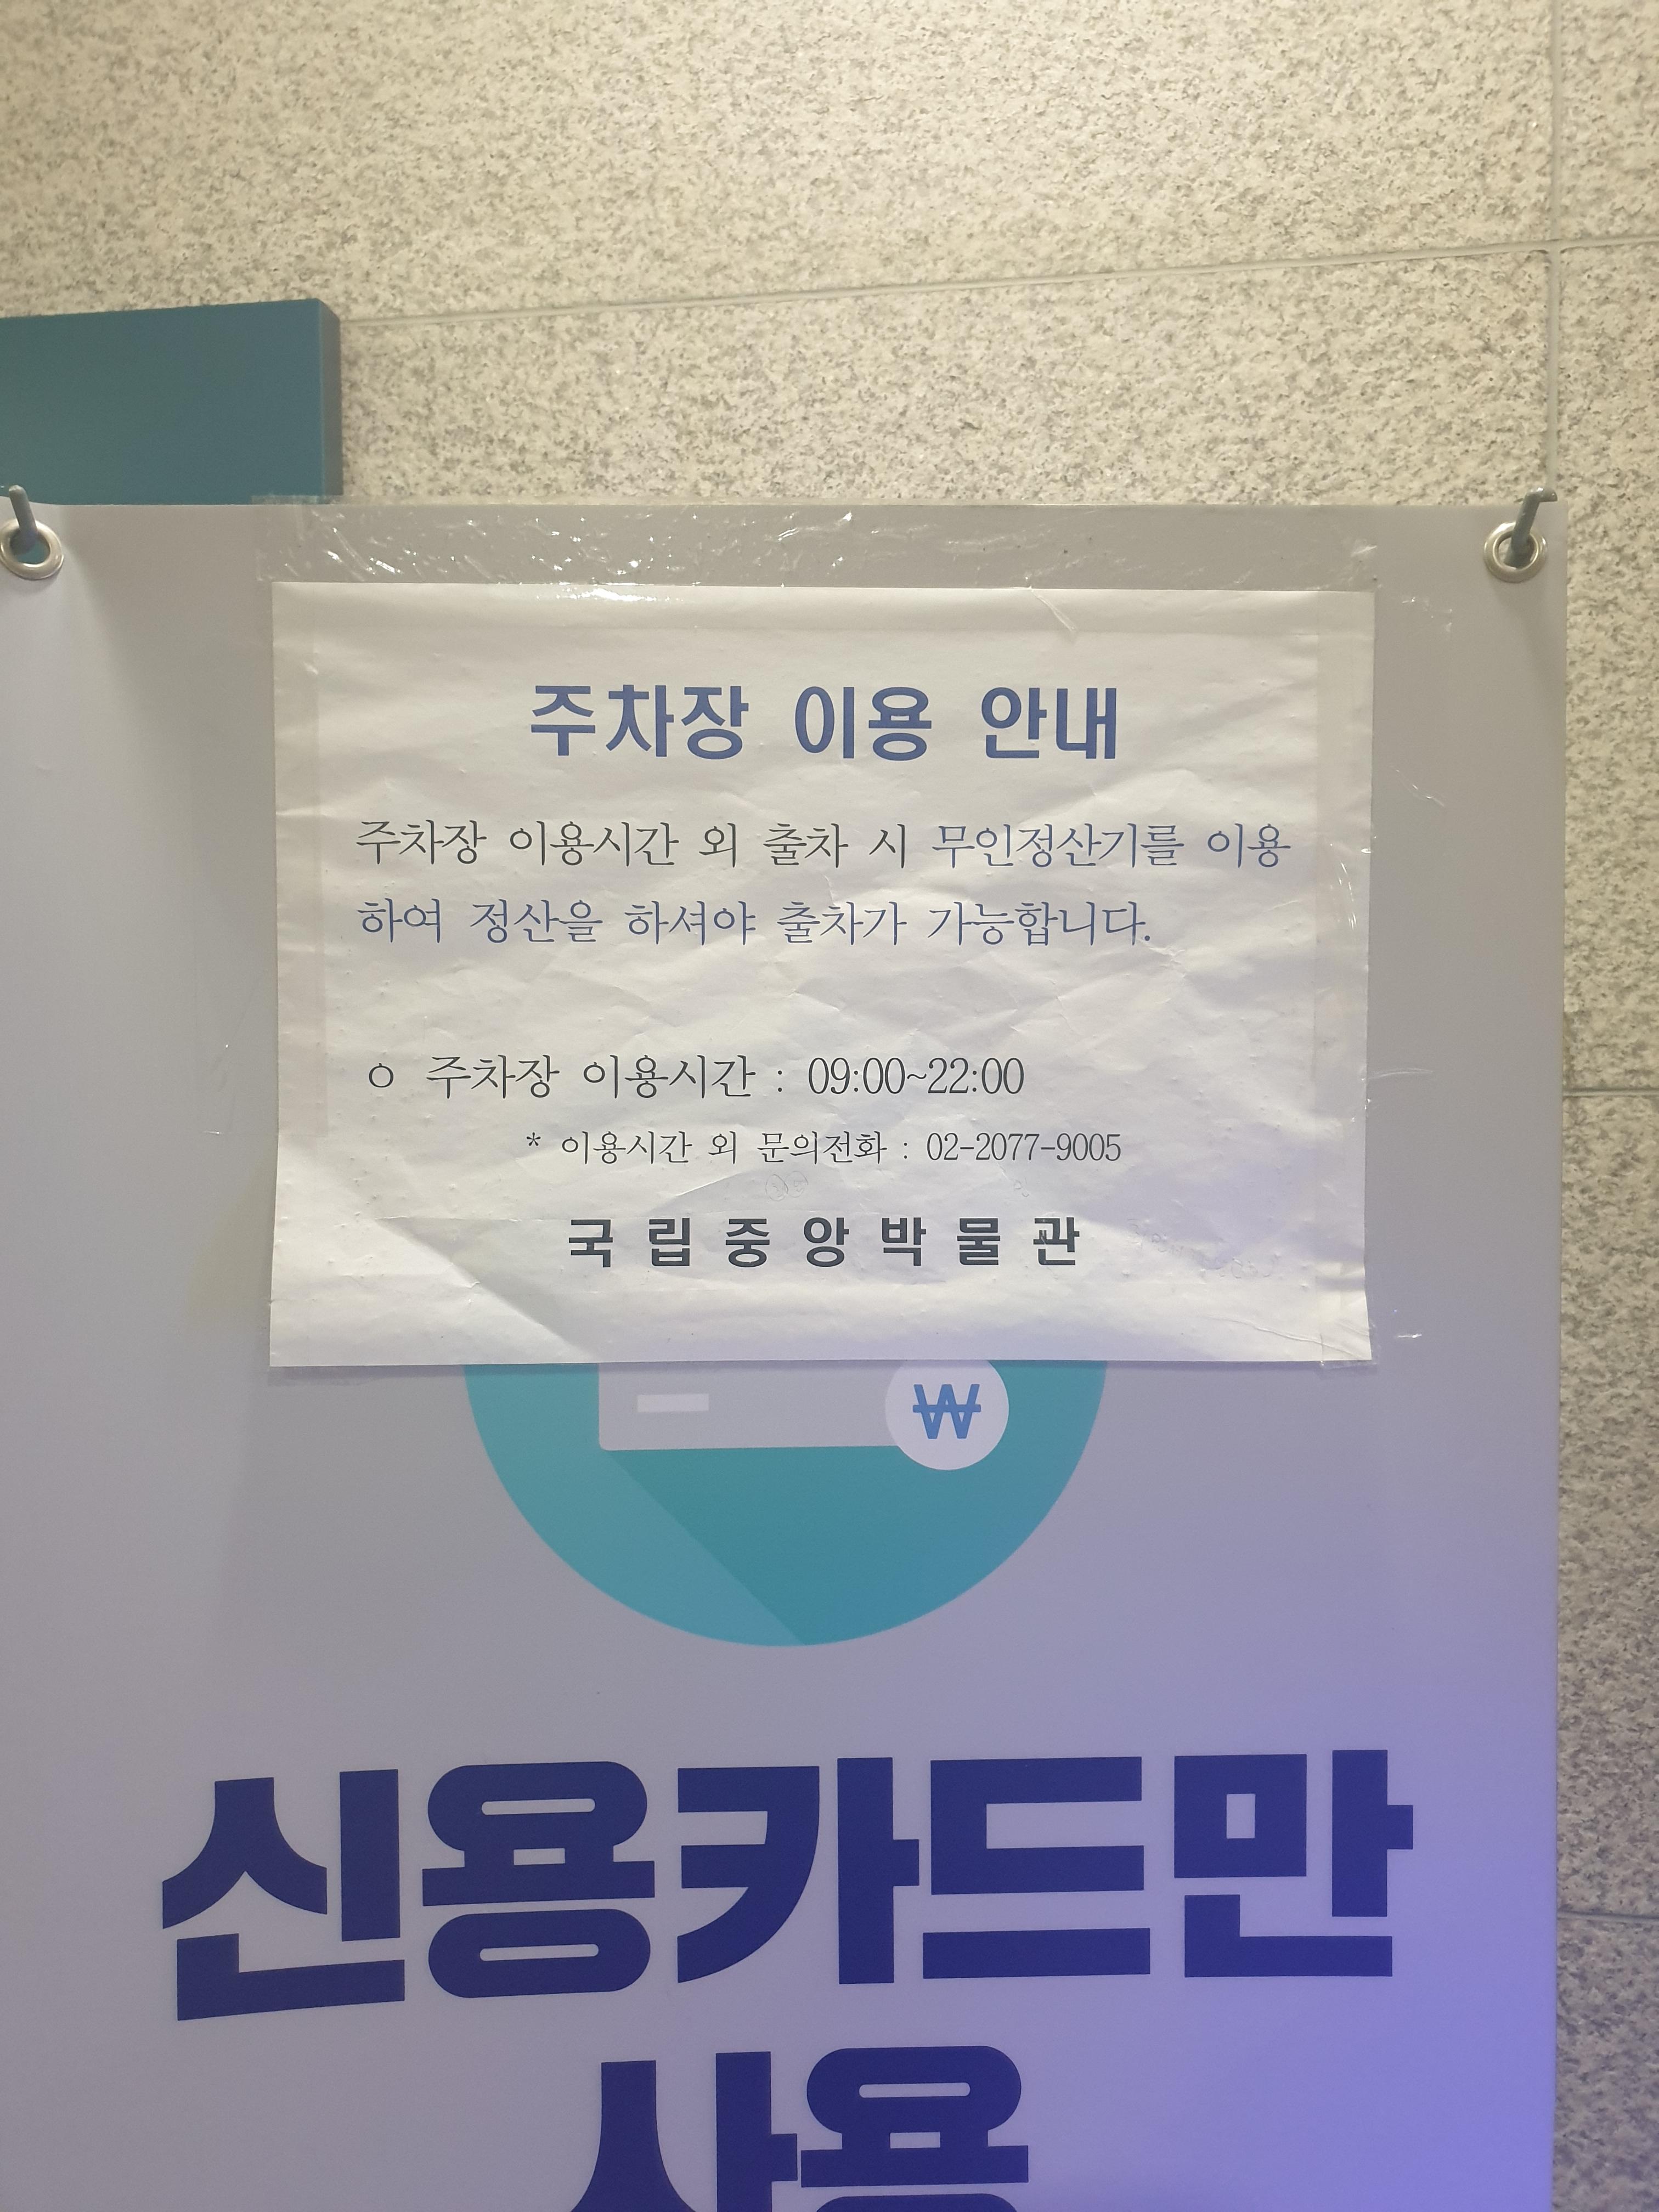 주차장 이용 안내
주차장 이용시간 외 출차 시 무인정산기를 이용
하여 정산을 하셔야 출차가 가능합니다.
ㅇ 주차장 이용시간 : 09:00~22:00
* 이용시간 외 문의전화 : 02-2077-9005
국립중앙박물관
₩
신용카드만
사용